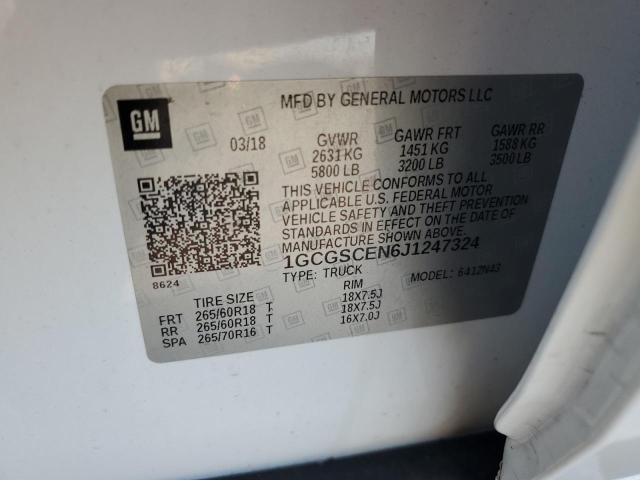 GM
MFD BY GENERAL MOTORS LLC
03/18 GVWR GAWR FRT GAWR RR
2631 KG 1451 KG 1588 KG
5800 LB 3200 LB 3500 LB
THIS VEHICLE CONFORMS TO ALL
APPLICABLE U.S. FEDERAL MOTOR
VEHICLE SAFETY AND THEFT PREVENTION
STANDARDS IN EFFECT ON THE DATE OF
MANUFACTURE SHOWN ABOVE.
1GCGSCEN6J1247324
8624 TYPE: TRUCK MODEL: 6412N43
TIRE SIZE RIM
FRT 265/60R18 T 18X7.5J
RR 265/60R18 T 18X7.5J
SPA 265/70R16 T 16X7.0J